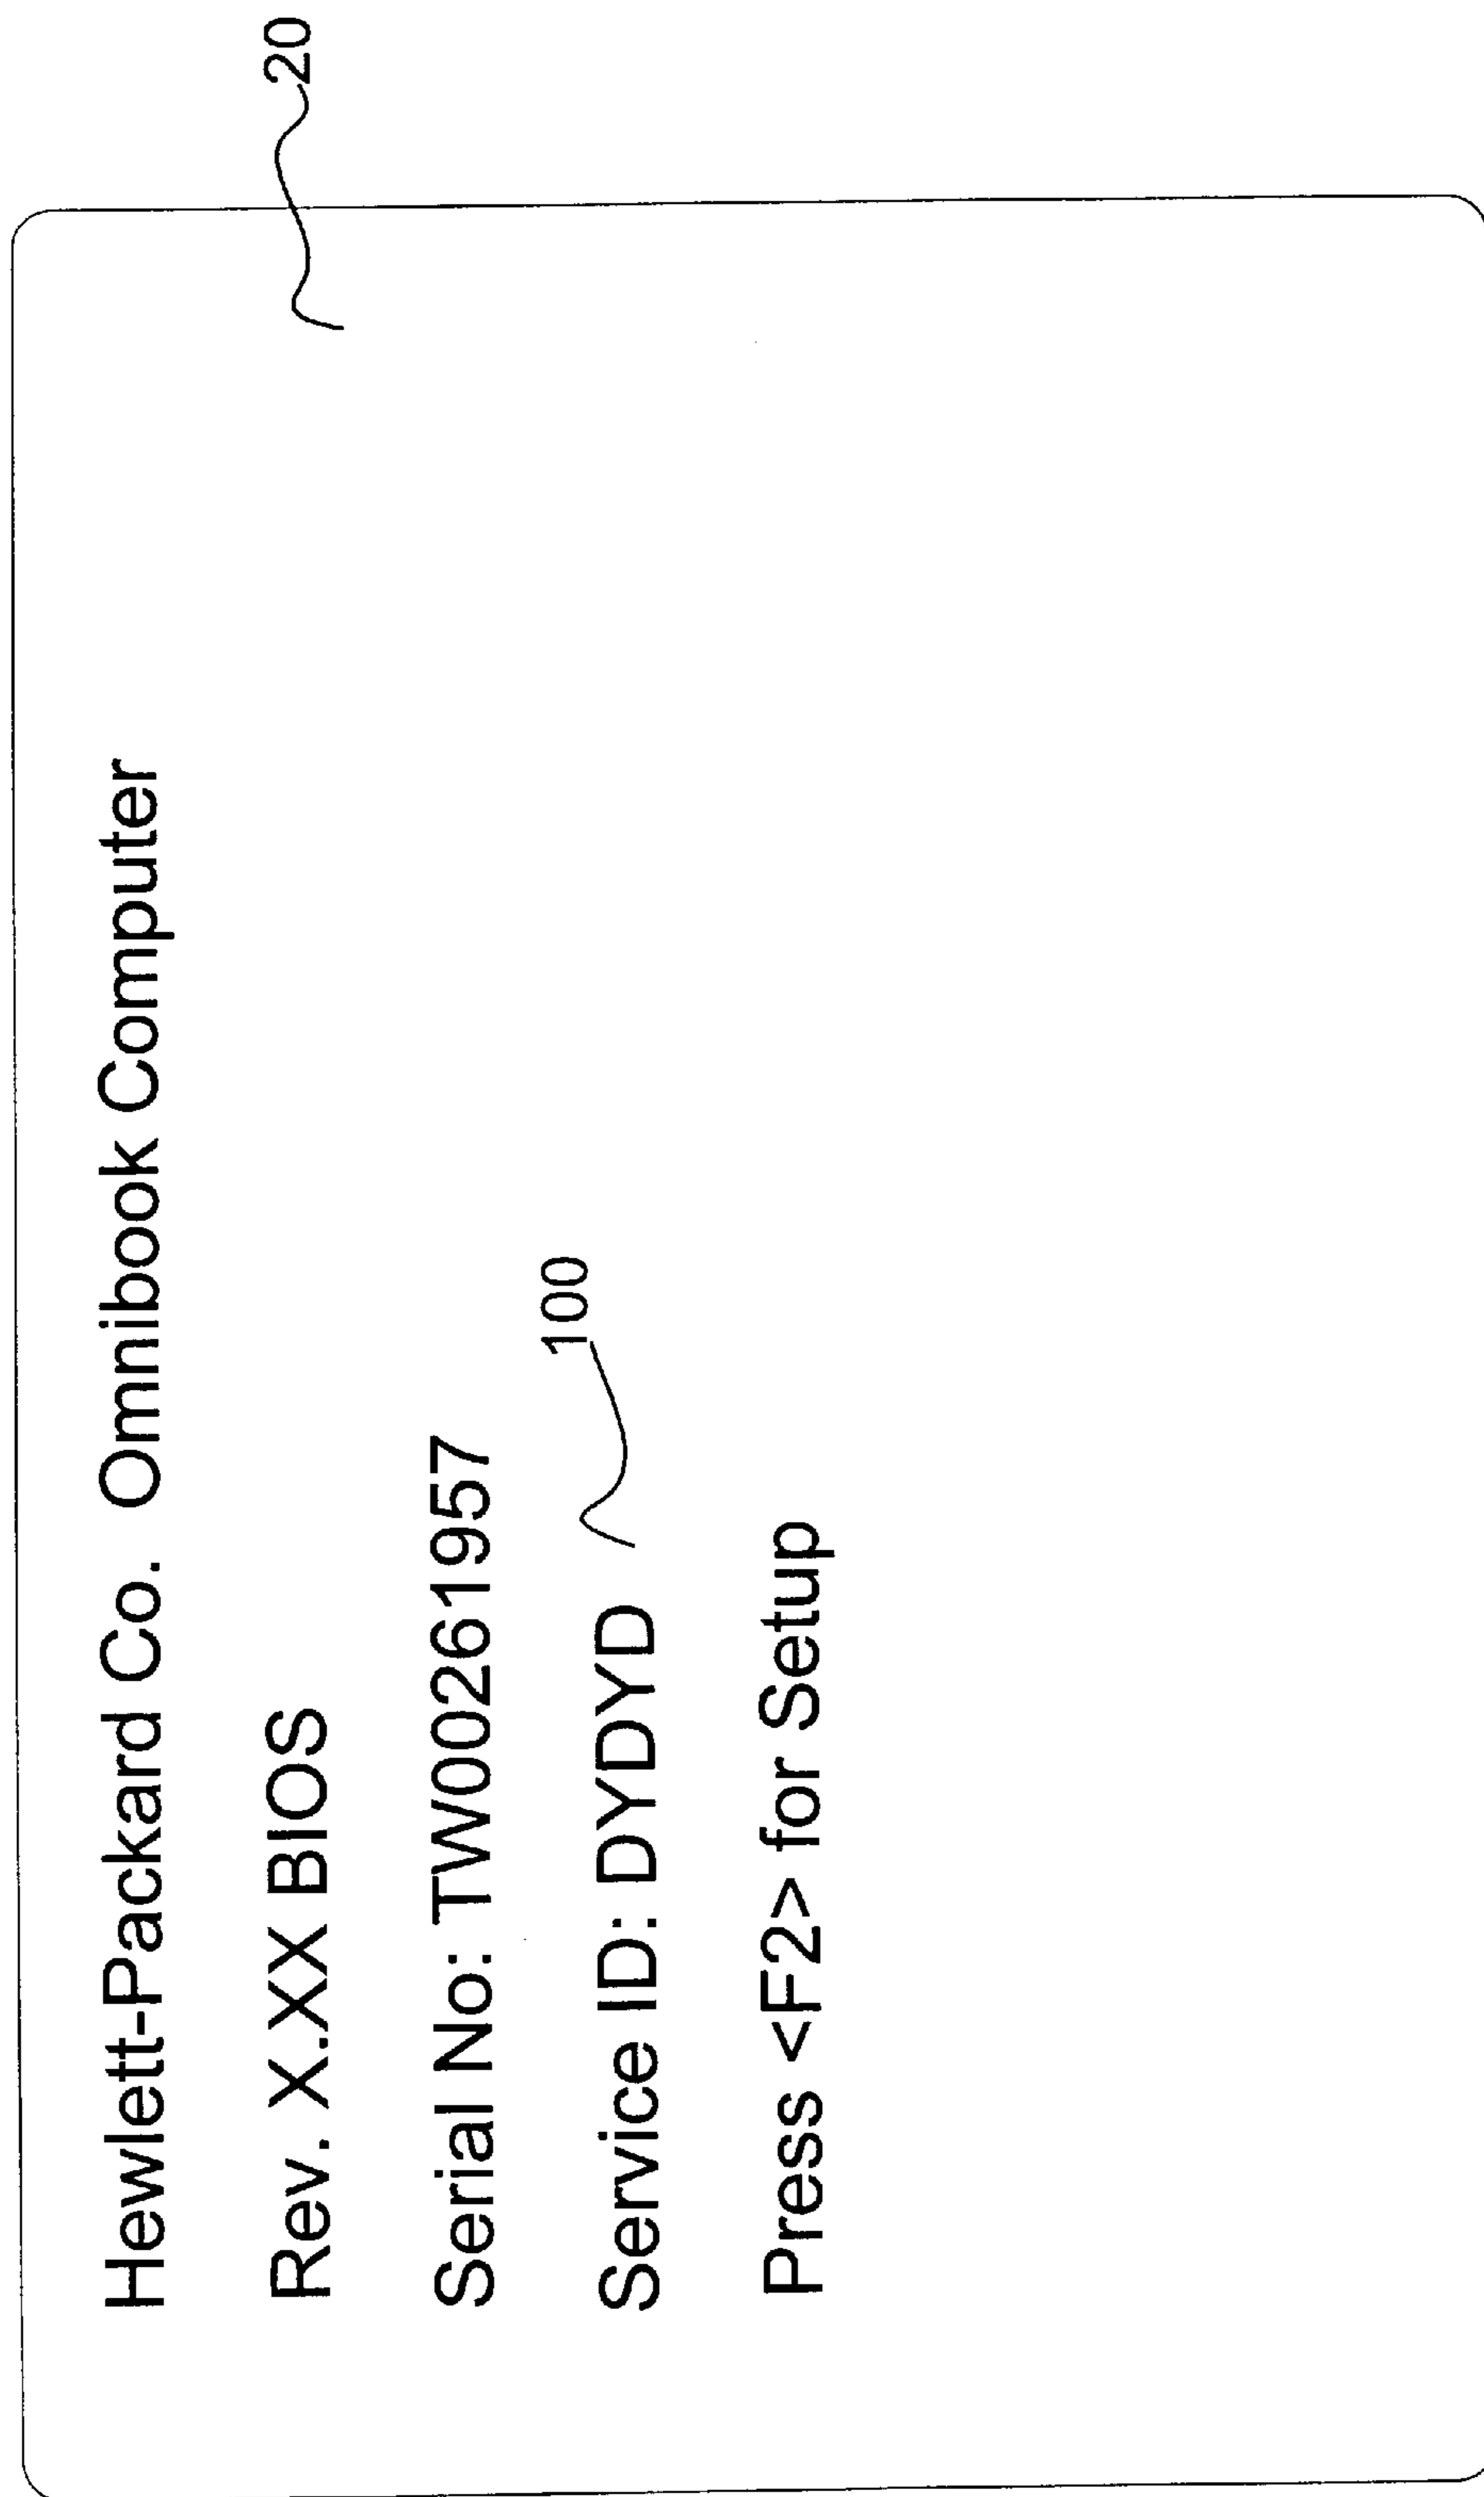 Hewlett-Packard Co.  Omnibook Computer
20
Rev. X.XX BIOS
Serial No: TW00261957
100
Service ID: DYDYD
Press <F2> for Setup